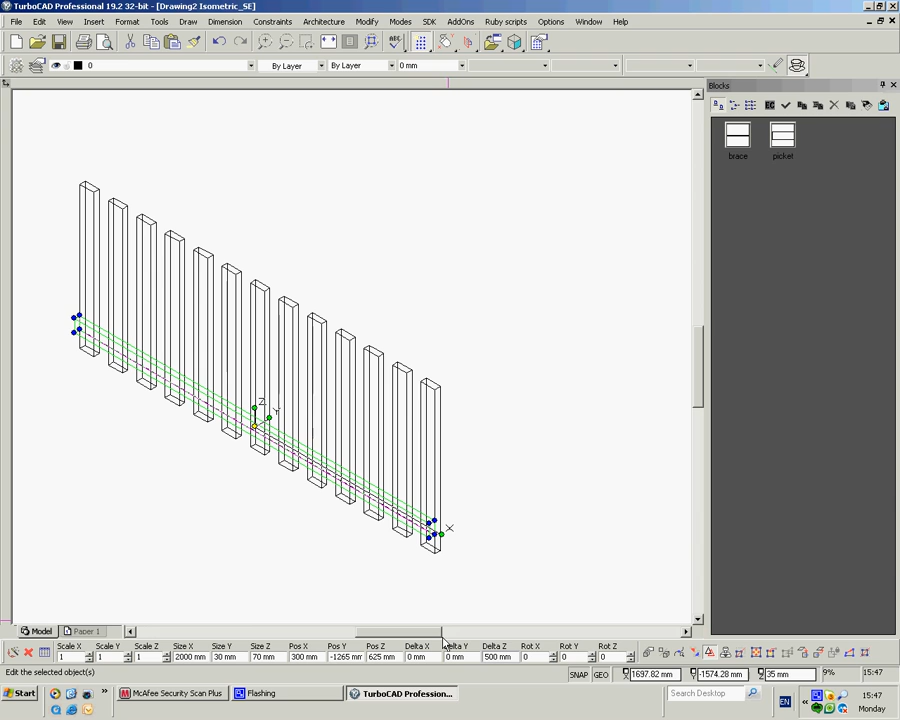 TurboCAD Professional 19.2 32-bit - [Drawing2 Isometric_SE]
File Edit View Insert Format Tools Draw Dimension Constraints Architecture Modify Modes SDK AddOns Ruby scripts Options Window Help
0 By Layer By Layer 0 mm
Blocks
brace picket
Z
Y
X
Model Paper 1
Scale X Scale Y Scale Z Size X Size Y Size Z Pos X Pos Y Pos Z Delta X Delta Y Delta Z Rot X Rot Y Rot Z
1 1 1 2000 mm 30 mm 70 mm 300 mm -1265 mm 625 mm 0 mm 0 mm 500 mm 0 0 0
Edit the selected object(s) SNAP GEO 1697.82 mm -1574.28 mm 35 mm 9% 15:47
Start McAfee Security Scan Plus Flashing TurboCAD Profession... Search Desktop EN 15:47
Monday